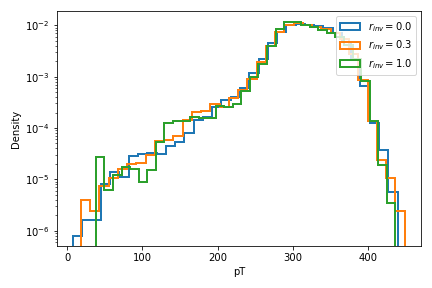 10⁻²
10⁻³
10⁻⁴
10⁻⁵
10⁻⁶
Density
0 100 200 300 400
pT
r_inv = 0.0
r_inv = 0.3
r_inv = 1.0